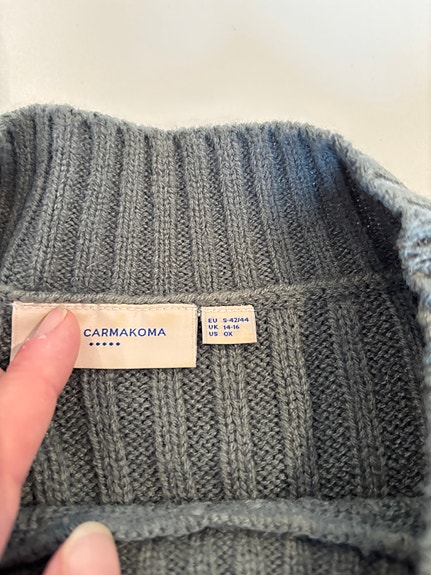 CARMAKOMA
EU S-42/44
UK 14-16
US 0X